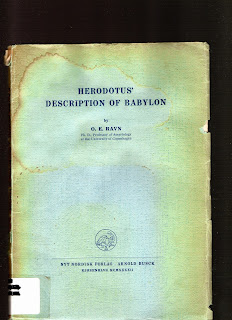 HERODOTUS'
DESCRIPTION OF BABYLON
by
O. E. RAVN
Ph. D., Professor of Assyriology
at the University of Copenhagen
NYT NORDISK FORLAG ARNOLD BUSCK
KØBENHAVN MCMXXXXII